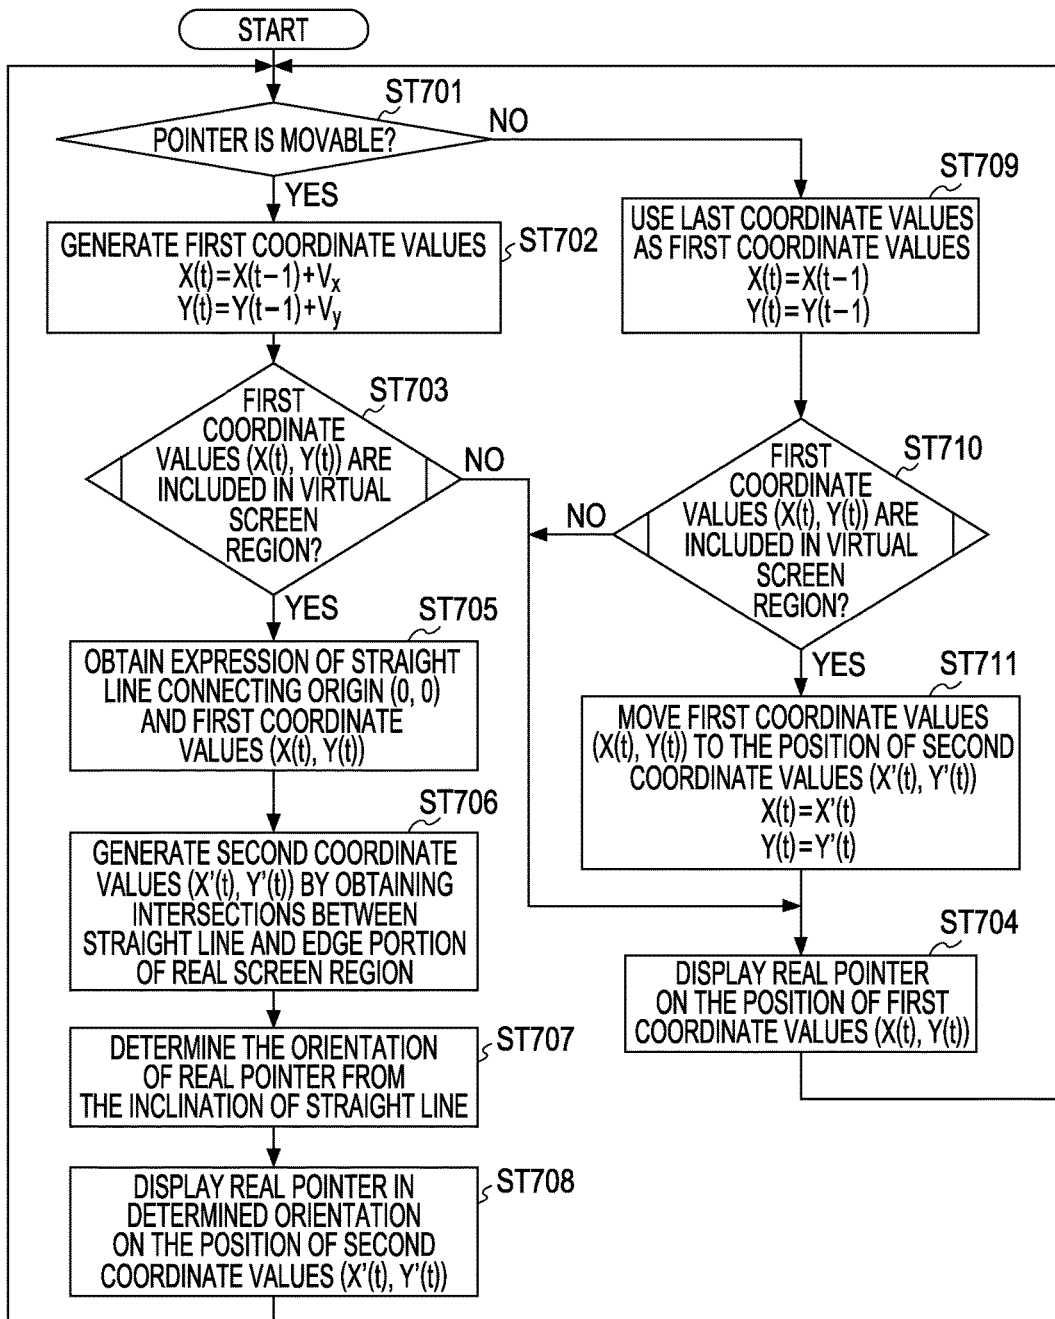 START
ST701
POINTER IS MOVABLE?
NO
YES
GENERATE FIRST COORDINATE VALUES
X(t)=X(t−1)+Vx
Y(t)=Y(t−1)+Vy
ST702
ST703
FIRST
COORDINATE
VALUES (X(t), Y(t)) ARE
INCLUDED IN VIRTUAL
SCREEN
REGION?
NO
YES
ST705
OBTAIN EXPRESSION OF STRAIGHT
LINE CONNECTING ORIGIN (0, 0)
AND FIRST COORDINATE
VALUES (X(t), Y(t))
ST706
GENERATE SECOND COORDINATE
VALUES (X'(t), Y'(t)) BY OBTAINING
INTERSECTIONS BETWEEN
STRAIGHT LINE AND EDGE PORTION
OF REAL SCREEN REGION
DETERMINE THE ORIENTATION
OF REAL POINTER FROM
THE INCLINATION OF STRAIGHT LINE
ST707
DISPLAY REAL POINTER IN
DETERMINED ORIENTATION
ON THE POSITION OF SECOND
COORDINATE VALUES (X'(t), Y'(t))
ST708
ST709
USE LAST COORDINATE VALUES
AS FIRST COORDINATE VALUES
X(t)=X(t−1)
Y(t)=Y(t−1)
ST710
FIRST
COORDINATE
VALUES (X(t), Y(t)) ARE
INCLUDED IN VIRTUAL
SCREEN
REGION?
NO
YES
ST711
MOVE FIRST COORDINATE VALUES
(X(t), Y(t)) TO THE POSITION OF SECOND
COORDINATE VALUES (X'(t), Y'(t))
X(t)=X'(t)
Y(t)=Y'(t)
ST704
DISPLAY REAL POINTER
ON THE POSITION OF FIRST
COORDINATE VALUES (X(t), Y(t))